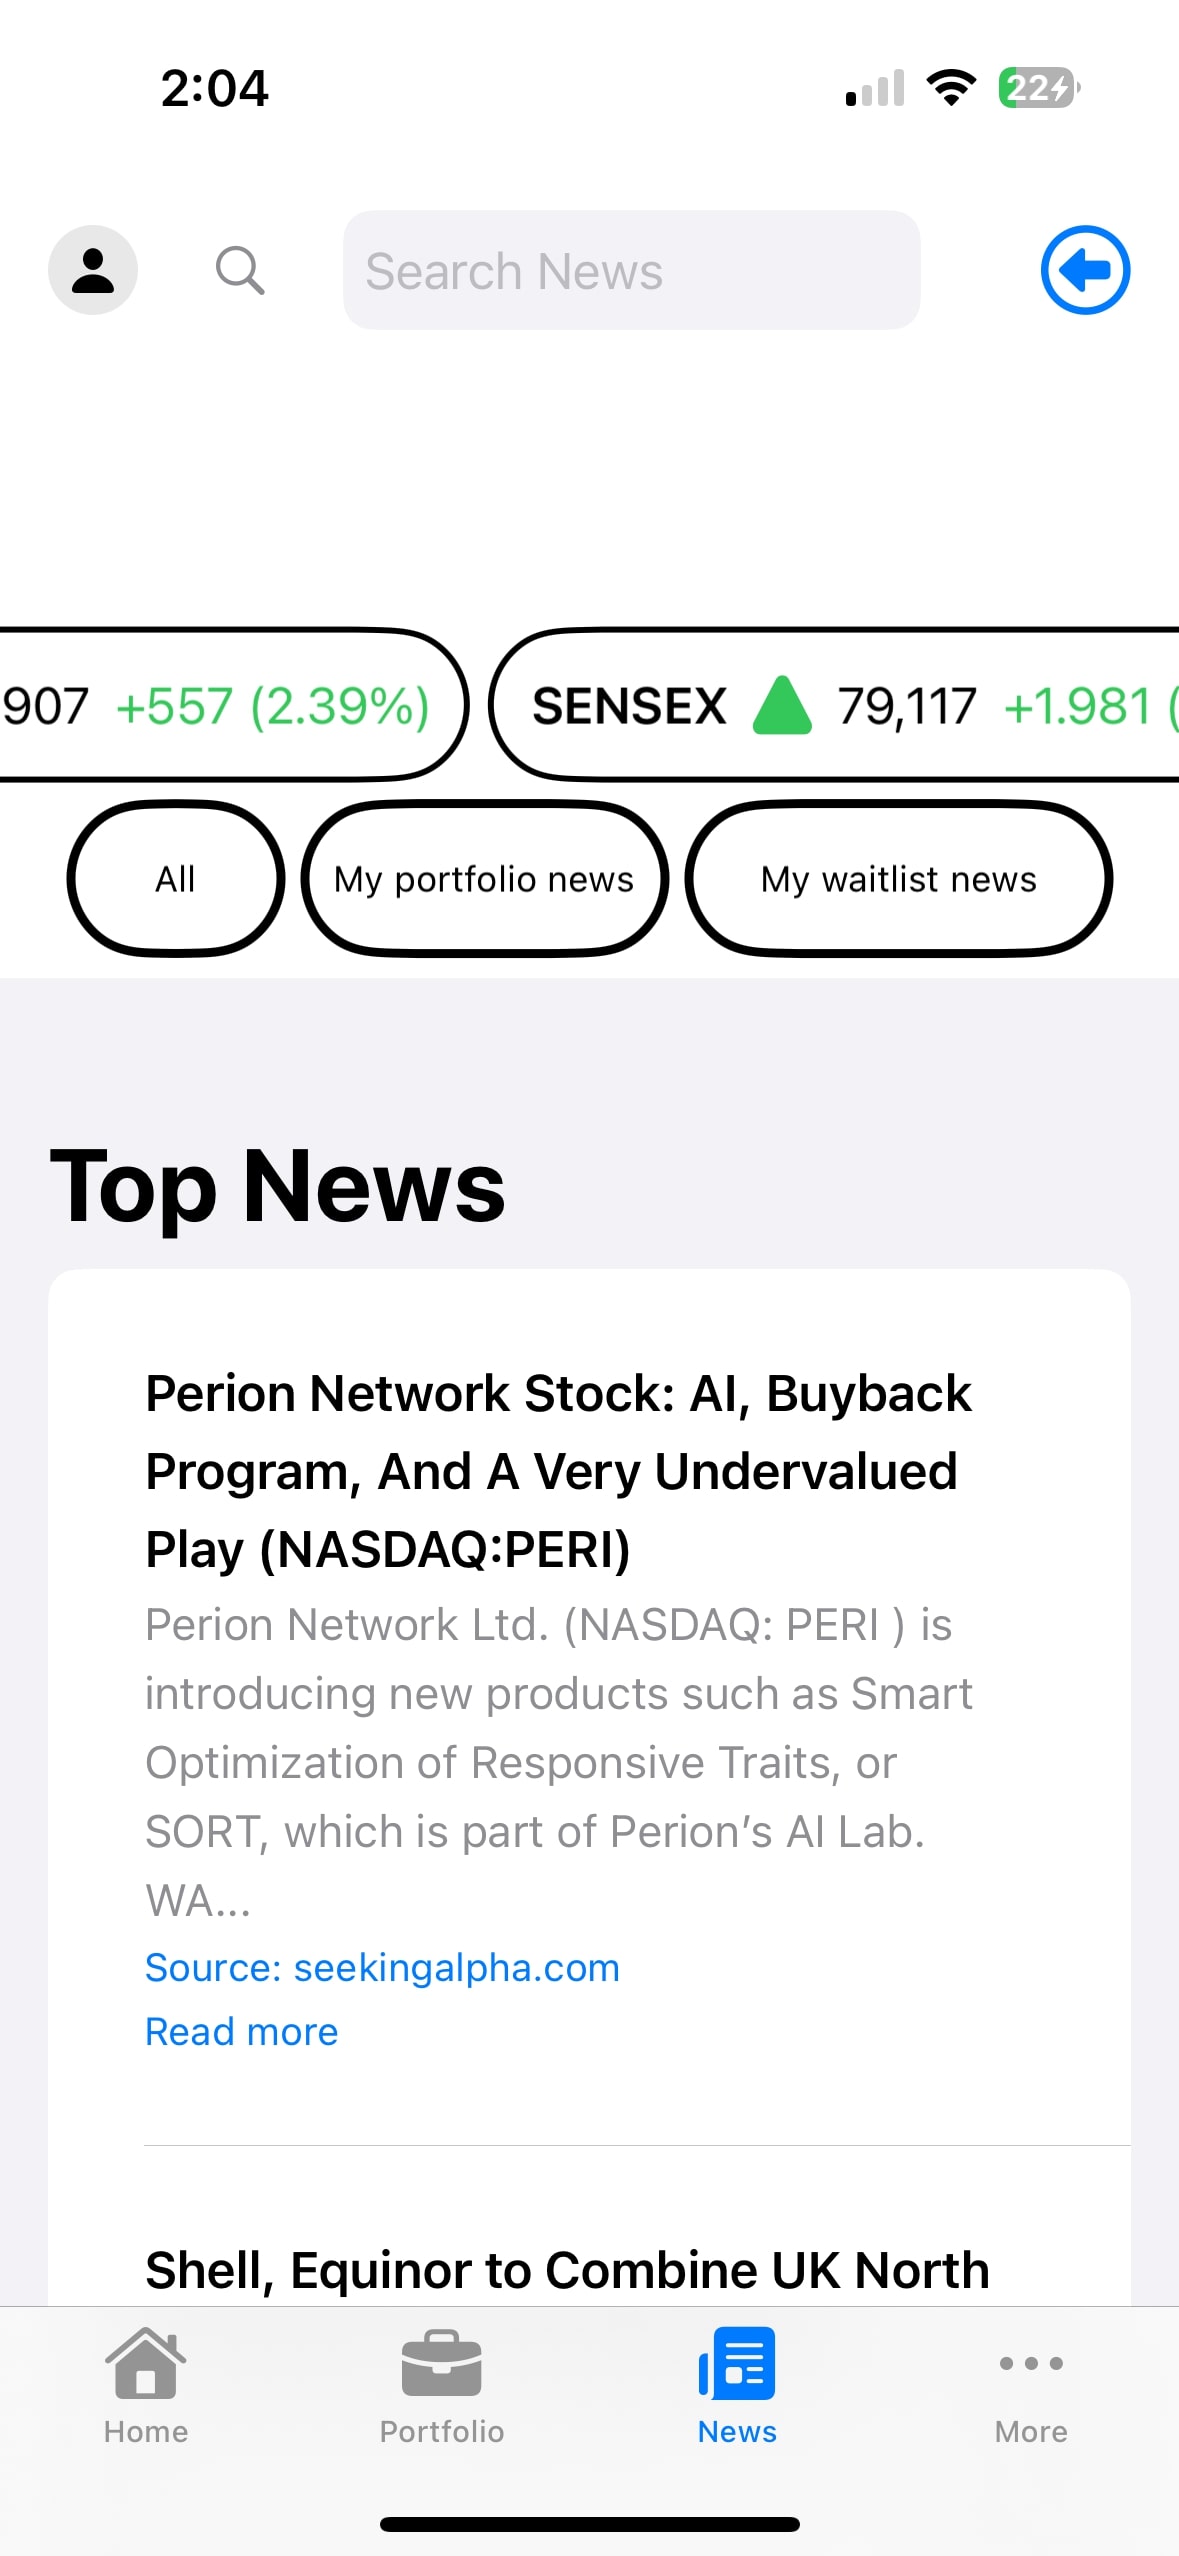 2:04
22
Search News
907 +557 (2.39%)
SENSEX 79,117 +1.981 (
All
My portfolio news
My waitlist news
Top News
Perion Network Stock: AI, Buyback
Program, And A Very Undervalued
Play (NASDAQ:PERI)
Perion Network Ltd. (NASDAQ: PERI ) is
introducing new products such as Smart
Optimization of Responsive Traits, or
SORT, which is part of Perion’s AI Lab.
WA...
Source: seekingalpha.com
Read more
Shell, Equinor to Combine UK North
Home
Portfolio
News
More